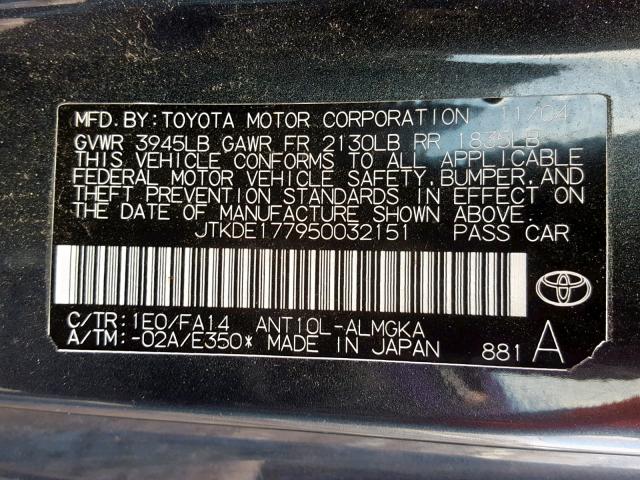 MFD. BY: TOYOTA MOTOR CORPORATION 11/04
GVWR 3945LB GAWR FR 2130LB RR 1835LB
THIS VEHICLE CONFORMS TO ALL APPLICABLE
FEDERAL MOTOR VEHICLE SAFETY, BUMPER, AND
THEFT PREVENTION STANDARDS IN EFFECT ON
THE DATE OF MANUFACTURE SHOWN ABOVE.
JTKDE177950032151 PASS CAR
C/TR: 1E0/FA14 ANT10L-ALMGKA
A/TM: -02A/E350* MADE IN JAPAN 881 A